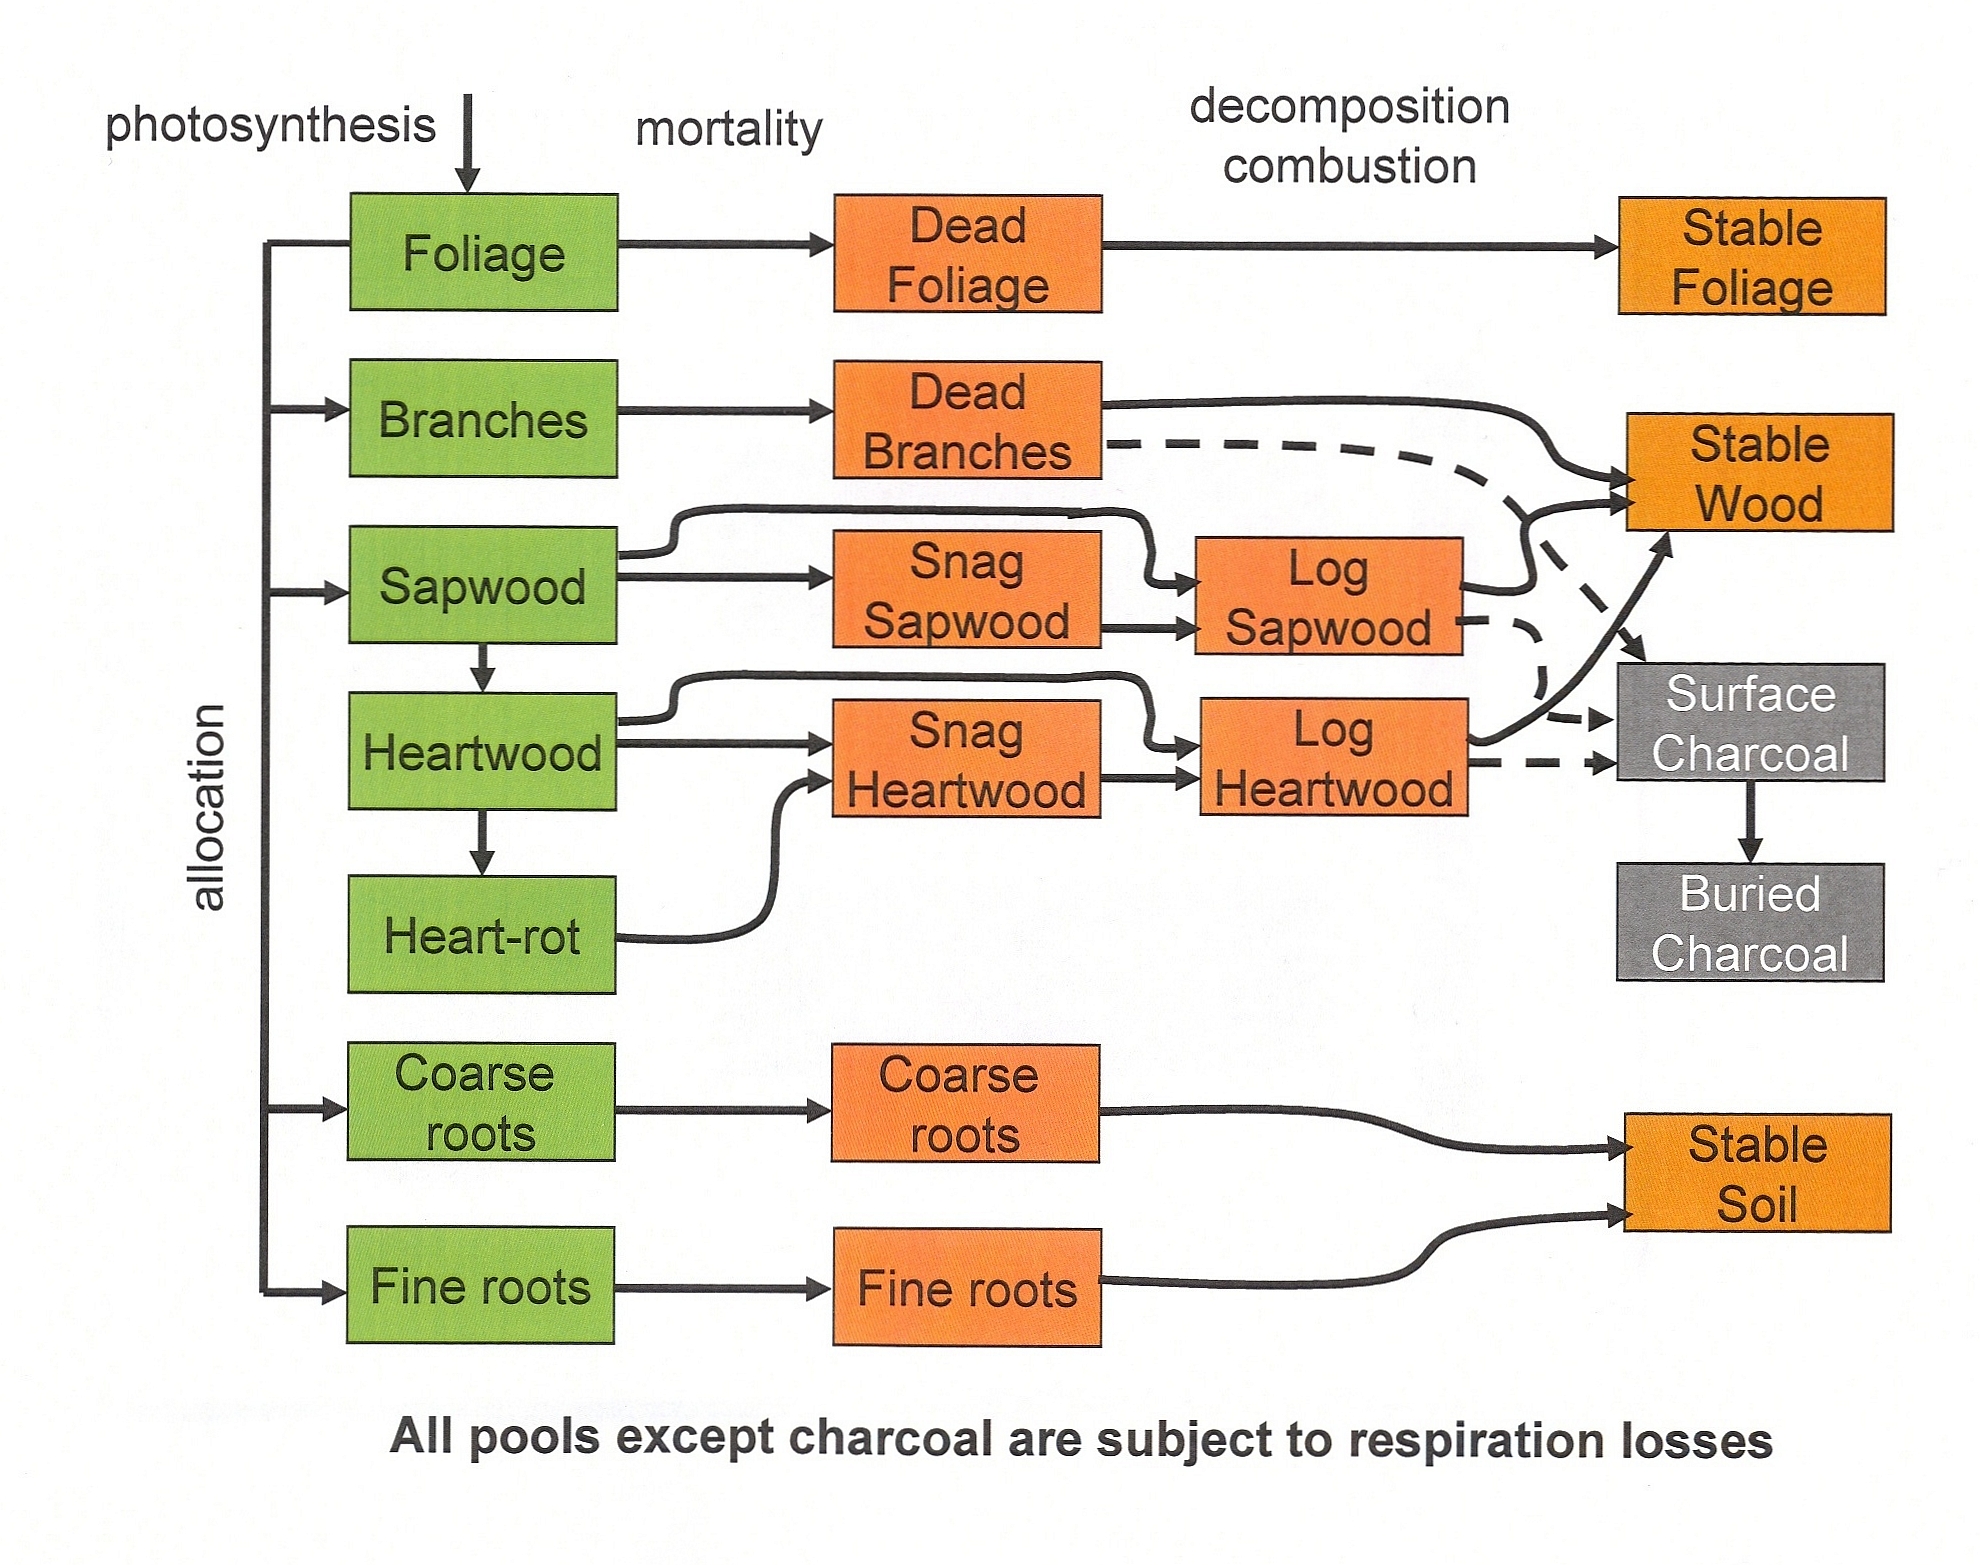 photosynthesis
mortality
decomposition
combustion
Foliage
Dead
Foliage
Stable
Foliage
Branches
Dead
Branches
Stable
Wood
Sapwood
Snag
Sapwood
Log
Sapwood
Heartwood
Snag
Heartwood
Log
Heartwood
Surface
Charcoal
allocation
Heart-rot
Buried
Charcoal
Coarse
roots
Coarse
roots
Stable
Soil
Fine roots
Fine roots
All pools except charcoal are subject to respiration losses